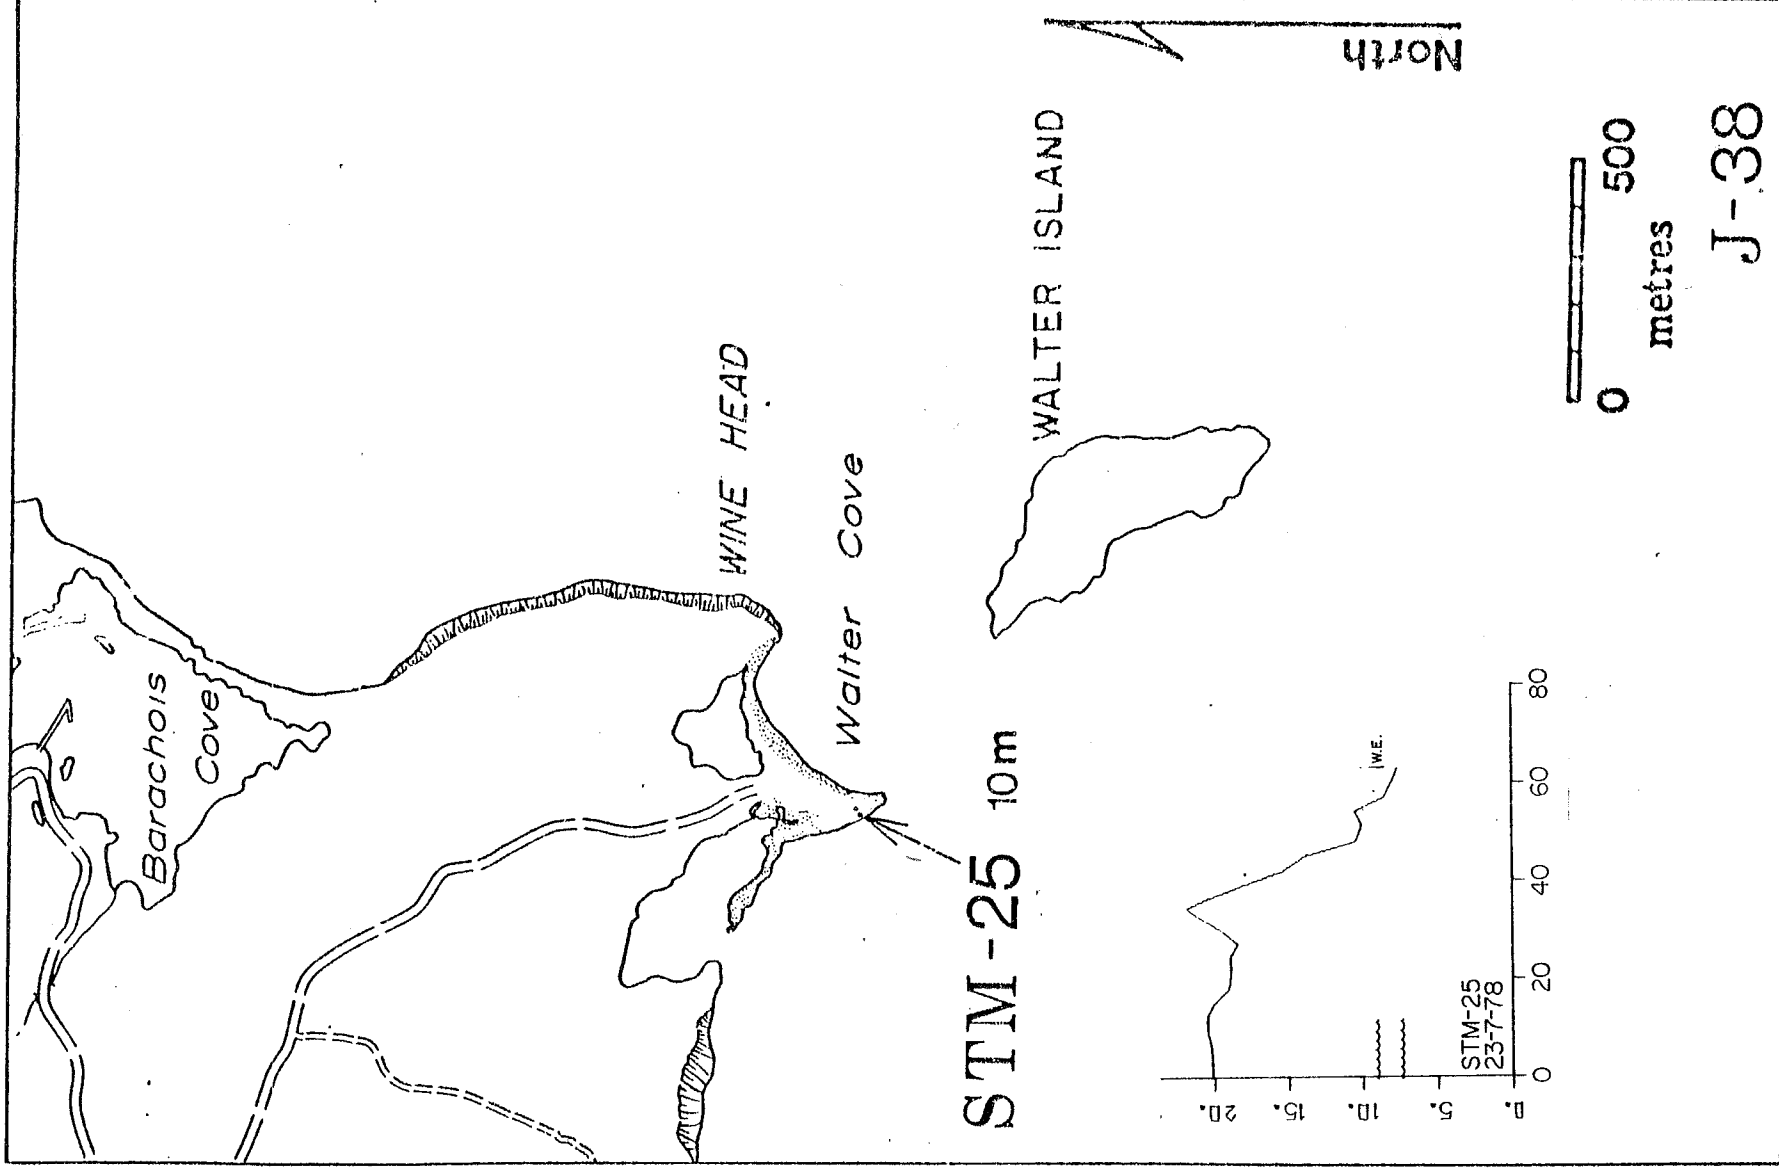 North
Barachois
Cove
WINE HEAD
Walter Cove
WALTER ISLAND
STM-25 10m
20.
15.
10.
5.
0.
STM-25
23-7-78
W.E.
0
20
40
60
80
0
500
metres
J-38